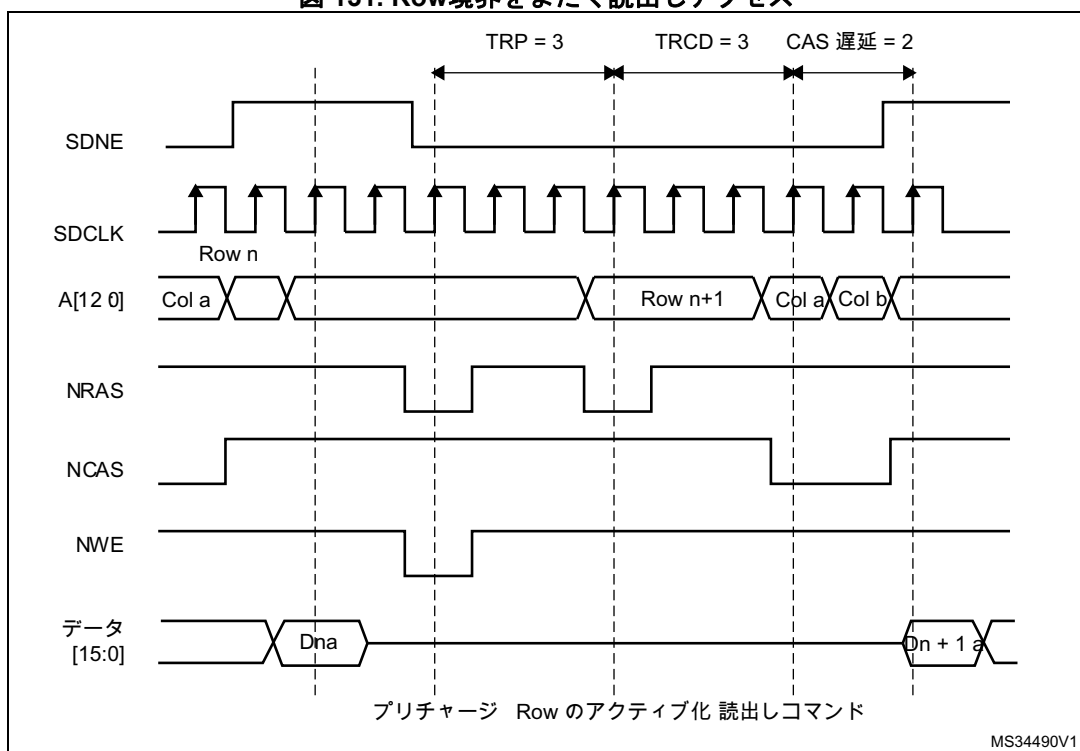 図 151. Row境界をまたぐ読出しアクセス
TRP = 3
TRCD = 3
CAS 遅延 = 2
SDNE
SDCLK
Row n
A[12 0]
Col a
Row n+1
Col a
Col b
NRAS
NCAS
NWE
データ
[15:0]
Dna
Dn + 1 a
プリチャージ Row のアクティブ化 読出しコマンド
MS34490V1